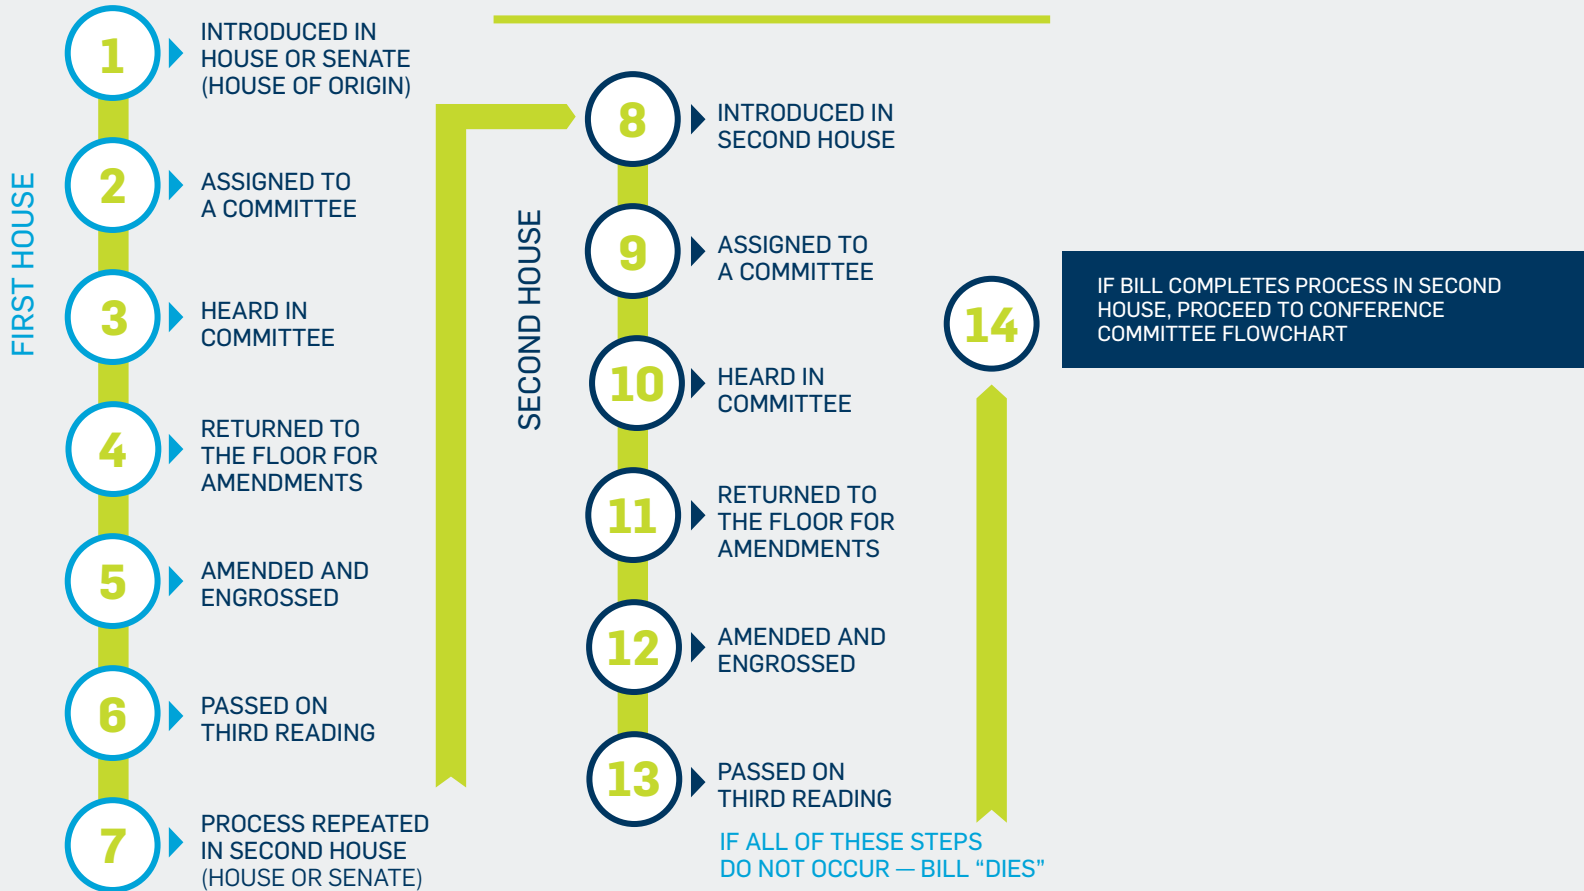 FIRST HOUSE
1
INTRODUCED IN
HOUSE OR SENATE
(HOUSE OF ORIGIN)
2
ASSIGNED TO
A COMMITTEE
3
HEARD IN
COMMITTEE
4
RETURNED TO
THE FLOOR FOR
AMENDMENTS
5
AMENDED AND
ENGROSSED
6
PASSED ON
THIRD READING
7
PROCESS REPEATED
IN SECOND HOUSE
(HOUSE OR SENATE)
SECOND HOUSE
8
INTRODUCED IN
SECOND HOUSE
9
ASSIGNED TO
A COMMITTEE
10
HEARD IN
COMMITTEE
11
RETURNED TO
THE FLOOR FOR
AMENDMENTS
12
AMENDED AND
ENGROSSED
13
PASSED ON
THIRD READING
IF ALL OF THESE STEPS
DO NOT OCCUR — BILL “DIES”
14
IF BILL COMPLETES PROCESS IN SECOND
HOUSE, PROCEED TO CONFERENCE
COMMITTEE FLOWCHART